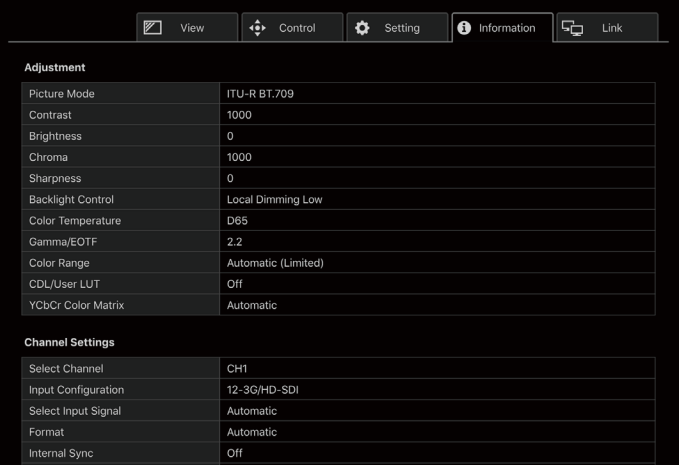 View Control Setting Information Link
Adjustment
Picture Mode ITU-R BT.709
Contrast 1000
Brightness 0
Chroma 1000
Sharpness 0
Backlight Control Local Dimming Low
Color Temperature D65
Gamma/EOTF 2.2
Color Range Automatic (Limited)
CDL/User LUT Off
YCbCr Color Matrix Automatic
Channel Settings
Select Channel CH1
Input Configuration 12-3G/HD-SDI
Select Input Signal Automatic
Format Automatic
Internal Sync Off